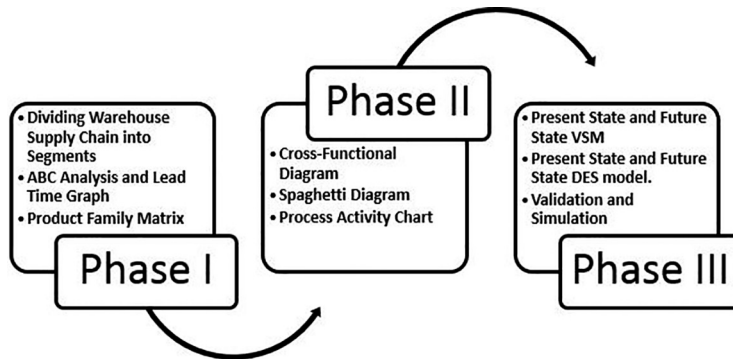 • Dividing Warehouse
Supply Chain into
Segments
• ABC Analysis and Lead
Time Graph
• Product Family Matrix
Phase I
Phase II
• Cross-Functional
Diagram
• Spaghetti Diagram
• Process Activity Chart
• Present State and Future
State VSM
• Present State and Future
State DES model.
• Validation and
Simulation
Phase III